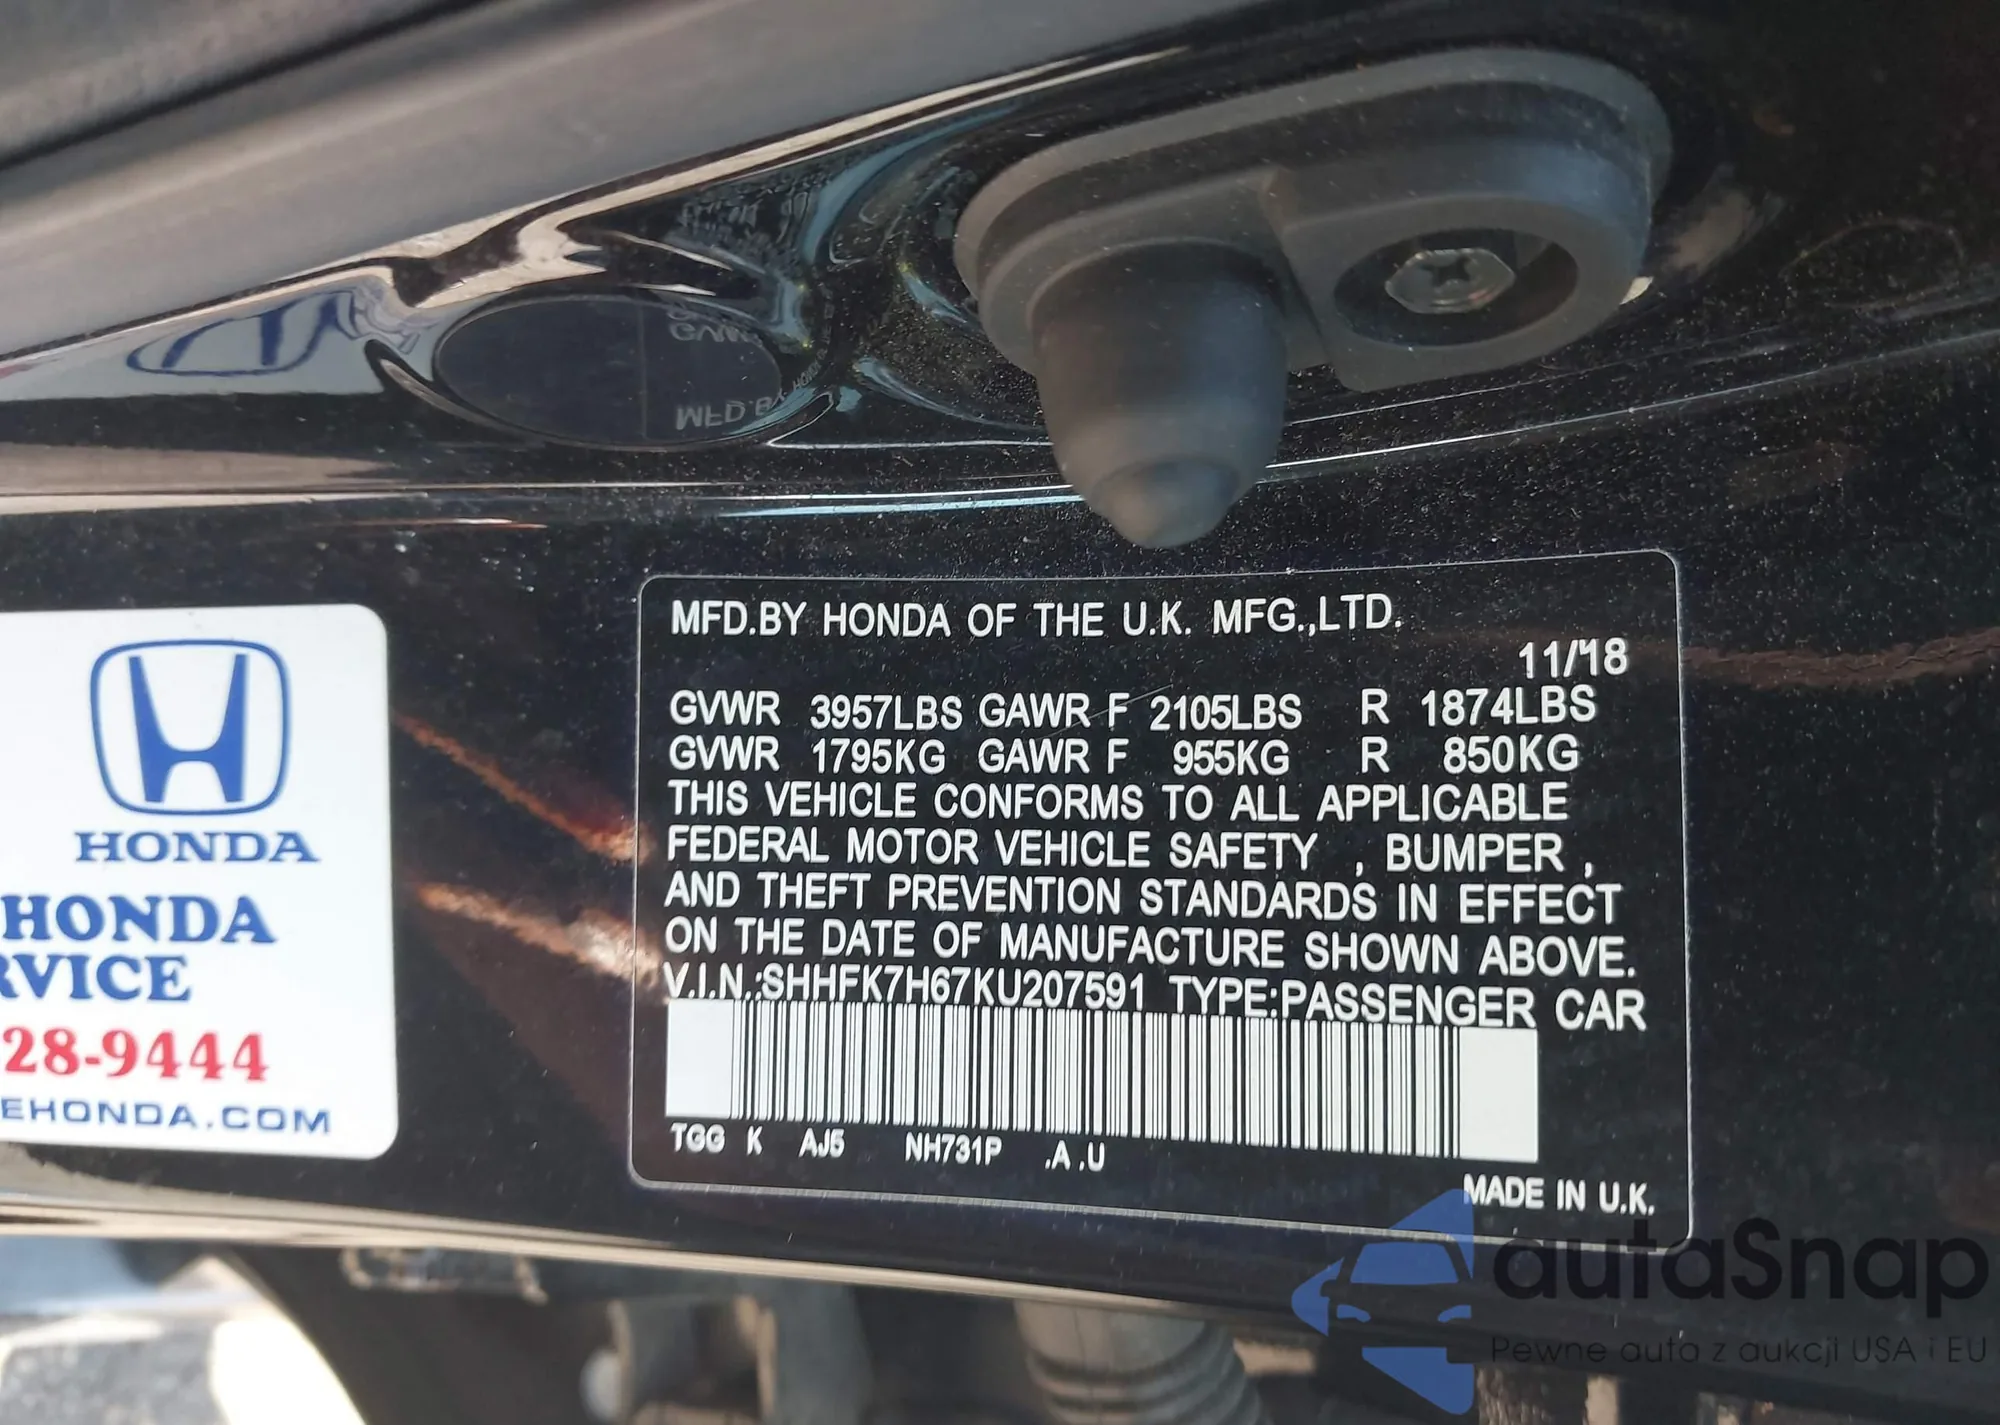 MFD.BY HONDA OF THE U.K. MFG.,LTD.
11/18
GVWR 3957LBS GAWR F 2105LBS R 1874LBS
GVWR 1795KG GAWR F 955KG R 850KG
THIS VEHICLE CONFORMS TO ALL APPLICABLE
FEDERAL MOTOR VEHICLE SAFETY , BUMPER ,
AND THEFT PREVENTION STANDARDS IN EFFECT
ON THE DATE OF MANUFACTURE SHOWN ABOVE.
V.I.N.:SHHFK7H67KU207591 TYPE:PASSENGER CAR
TGG K AJ5 NH731P .A .U
MADE IN U.K.
HONDA
HONDA
RVICE
28-9444
EHONDA.COM
autaSnap
Pewne auta z aukcji USA i EU